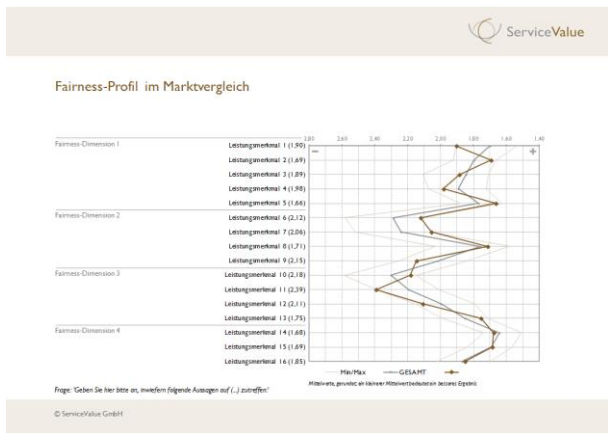 ServiceValue
Fairness-Profil im Marktvergleich
2,80 2,60 2,40 2,20 2,00 1,80 1,60 1,40
Fairness-Dimension 1
Leistungsmerkmal 1 (1,90)
– +
Leistungsmerkmal 2 (1,69)
Leistungsmerkmal 3 (1,89)
Leistungsmerkmal 4 (1,98)
Leistungsmerkmal 5 (1,66)
Fairness-Dimension 2
Leistungsmerkmal 6 (2,12)
Leistungsmerkmal 7 (2,06)
Leistungsmerkmal 8 (1,71)
Leistungsmerkmal 9 (2,15)
Fairness-Dimension 3
Leistungsmerkmal 10 (2,18)
Leistungsmerkmal 11 (2,39)
Leistungsmerkmal 12 (2,11)
Leistungsmerkmal 13 (1,75)
Fairness-Dimension 4
Leistungsmerkmal 14 (1,68)
Leistungsmerkmal 15 (1,69)
Leistungsmerkmal 16 (1,85)
Min/Max GESAMT
Mittelwerte, gerundet; ein kleinerer Mittelwert bedeutet ein besseres Ergebnis
Frage: "Geben Sie hier bitte an, inwiefern folgende Aussagen auf (...) zutreffen:"
© ServiceValue GmbH